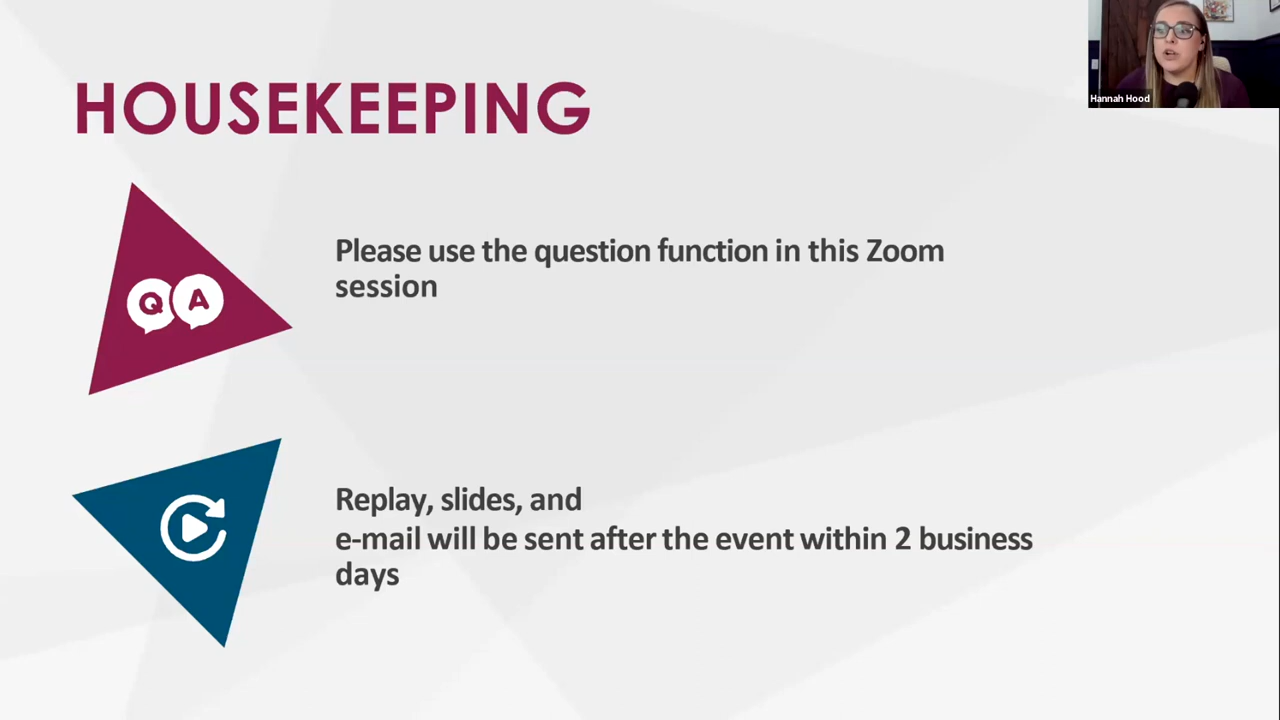 Hannah Hood
HOUSEKEEPING
Q A
Please use the question function in this Zoom
session
Replay, slides, and
e-mail will be sent after the event within 2 business
days